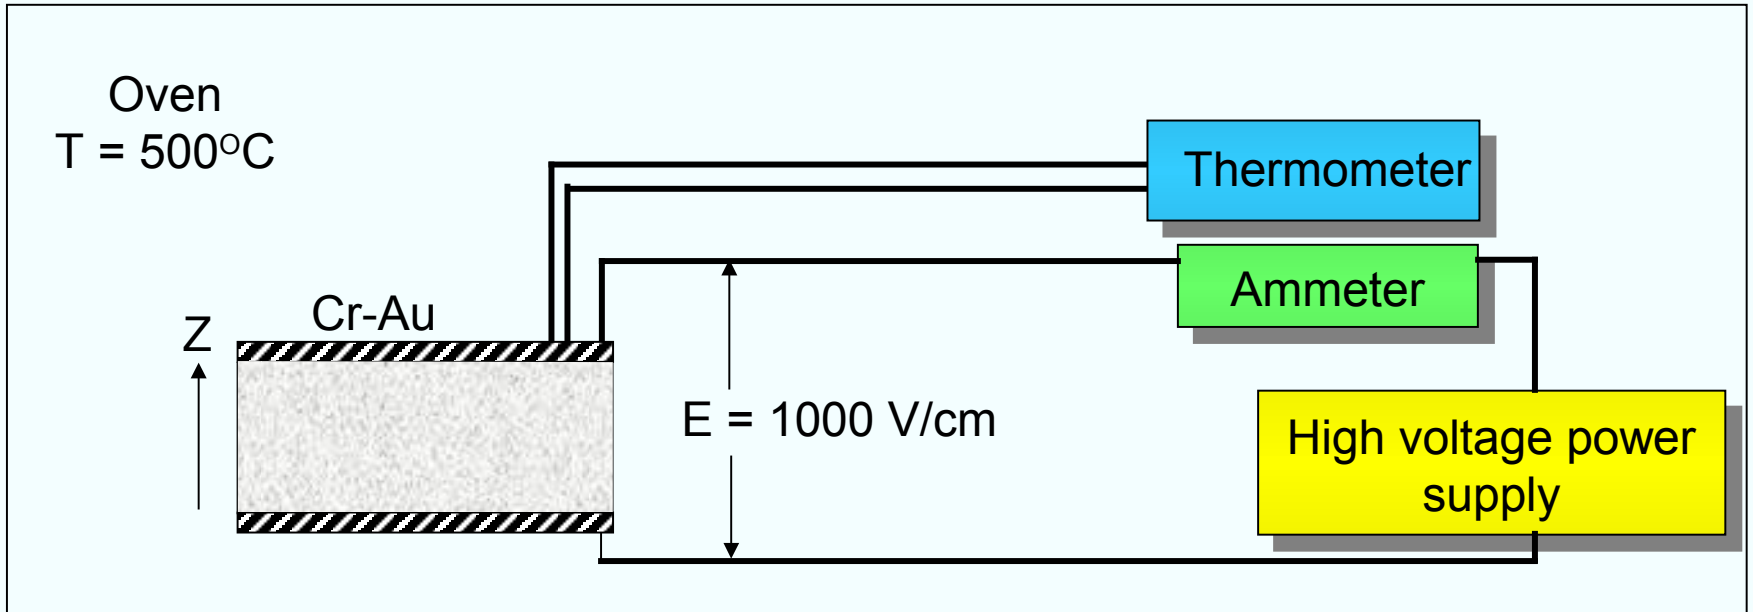 Oven
T = 500°C
Thermometer
Ammeter
Cr-Au
Z
E = 1000 V/cm
High voltage power
supply